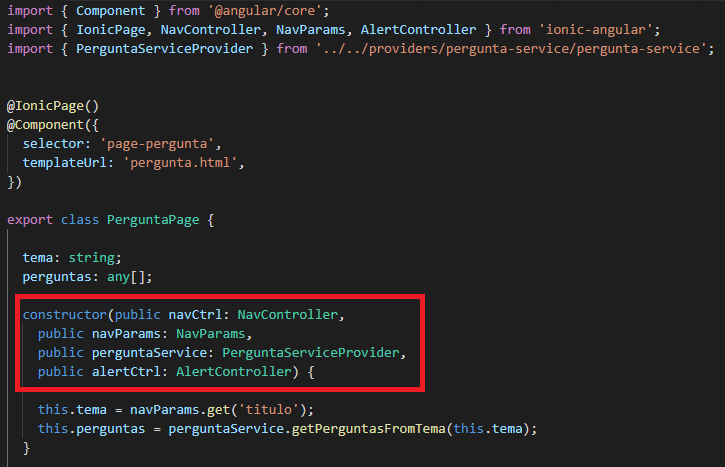 import { Component } from '@angular/core';
import { IonicPage, NavController, NavParams, AlertController } from 'ionic-angular';
import { PerguntaServiceProvider } from '../../providers/pergunta-service/pergunta-service';
@IonicPage()
@Component({
  selector: 'page-pergunta',
  templateUrl: 'pergunta.html',
})
export class PerguntaPage {
  tema: string;
  perguntas: any[];
  constructor(public navCtrl: NavController,
    public navParams: NavParams,
    public perguntaService: PerguntaServiceProvider,
    public alertCtrl: AlertController) {
    this.tema = navParams.get('titulo');
    this.perguntas = perguntaService.getPerguntasFromTema(this.tema);
  }